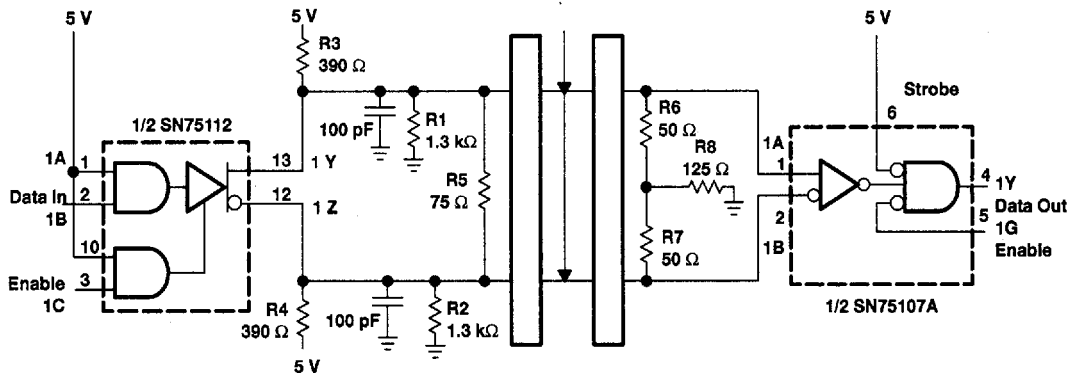 5 V
5 V
5 V
R3
390 Ω
Strobe
6
1/2 SN75112
100 pF
R1
1.3 kΩ
R6
50 Ω
1A
1
R8
125 Ω
1A 1
13 1 Y
4
1Y
Data In
2
1B
12
1 Z
R5
75 Ω
Data Out
5
1G
Enable
2
1B
R7
50 Ω
10
Enable
3
1C
R4
390 Ω
100 pF
R2
1.3 kΩ
1/2 SN75107A
5 V